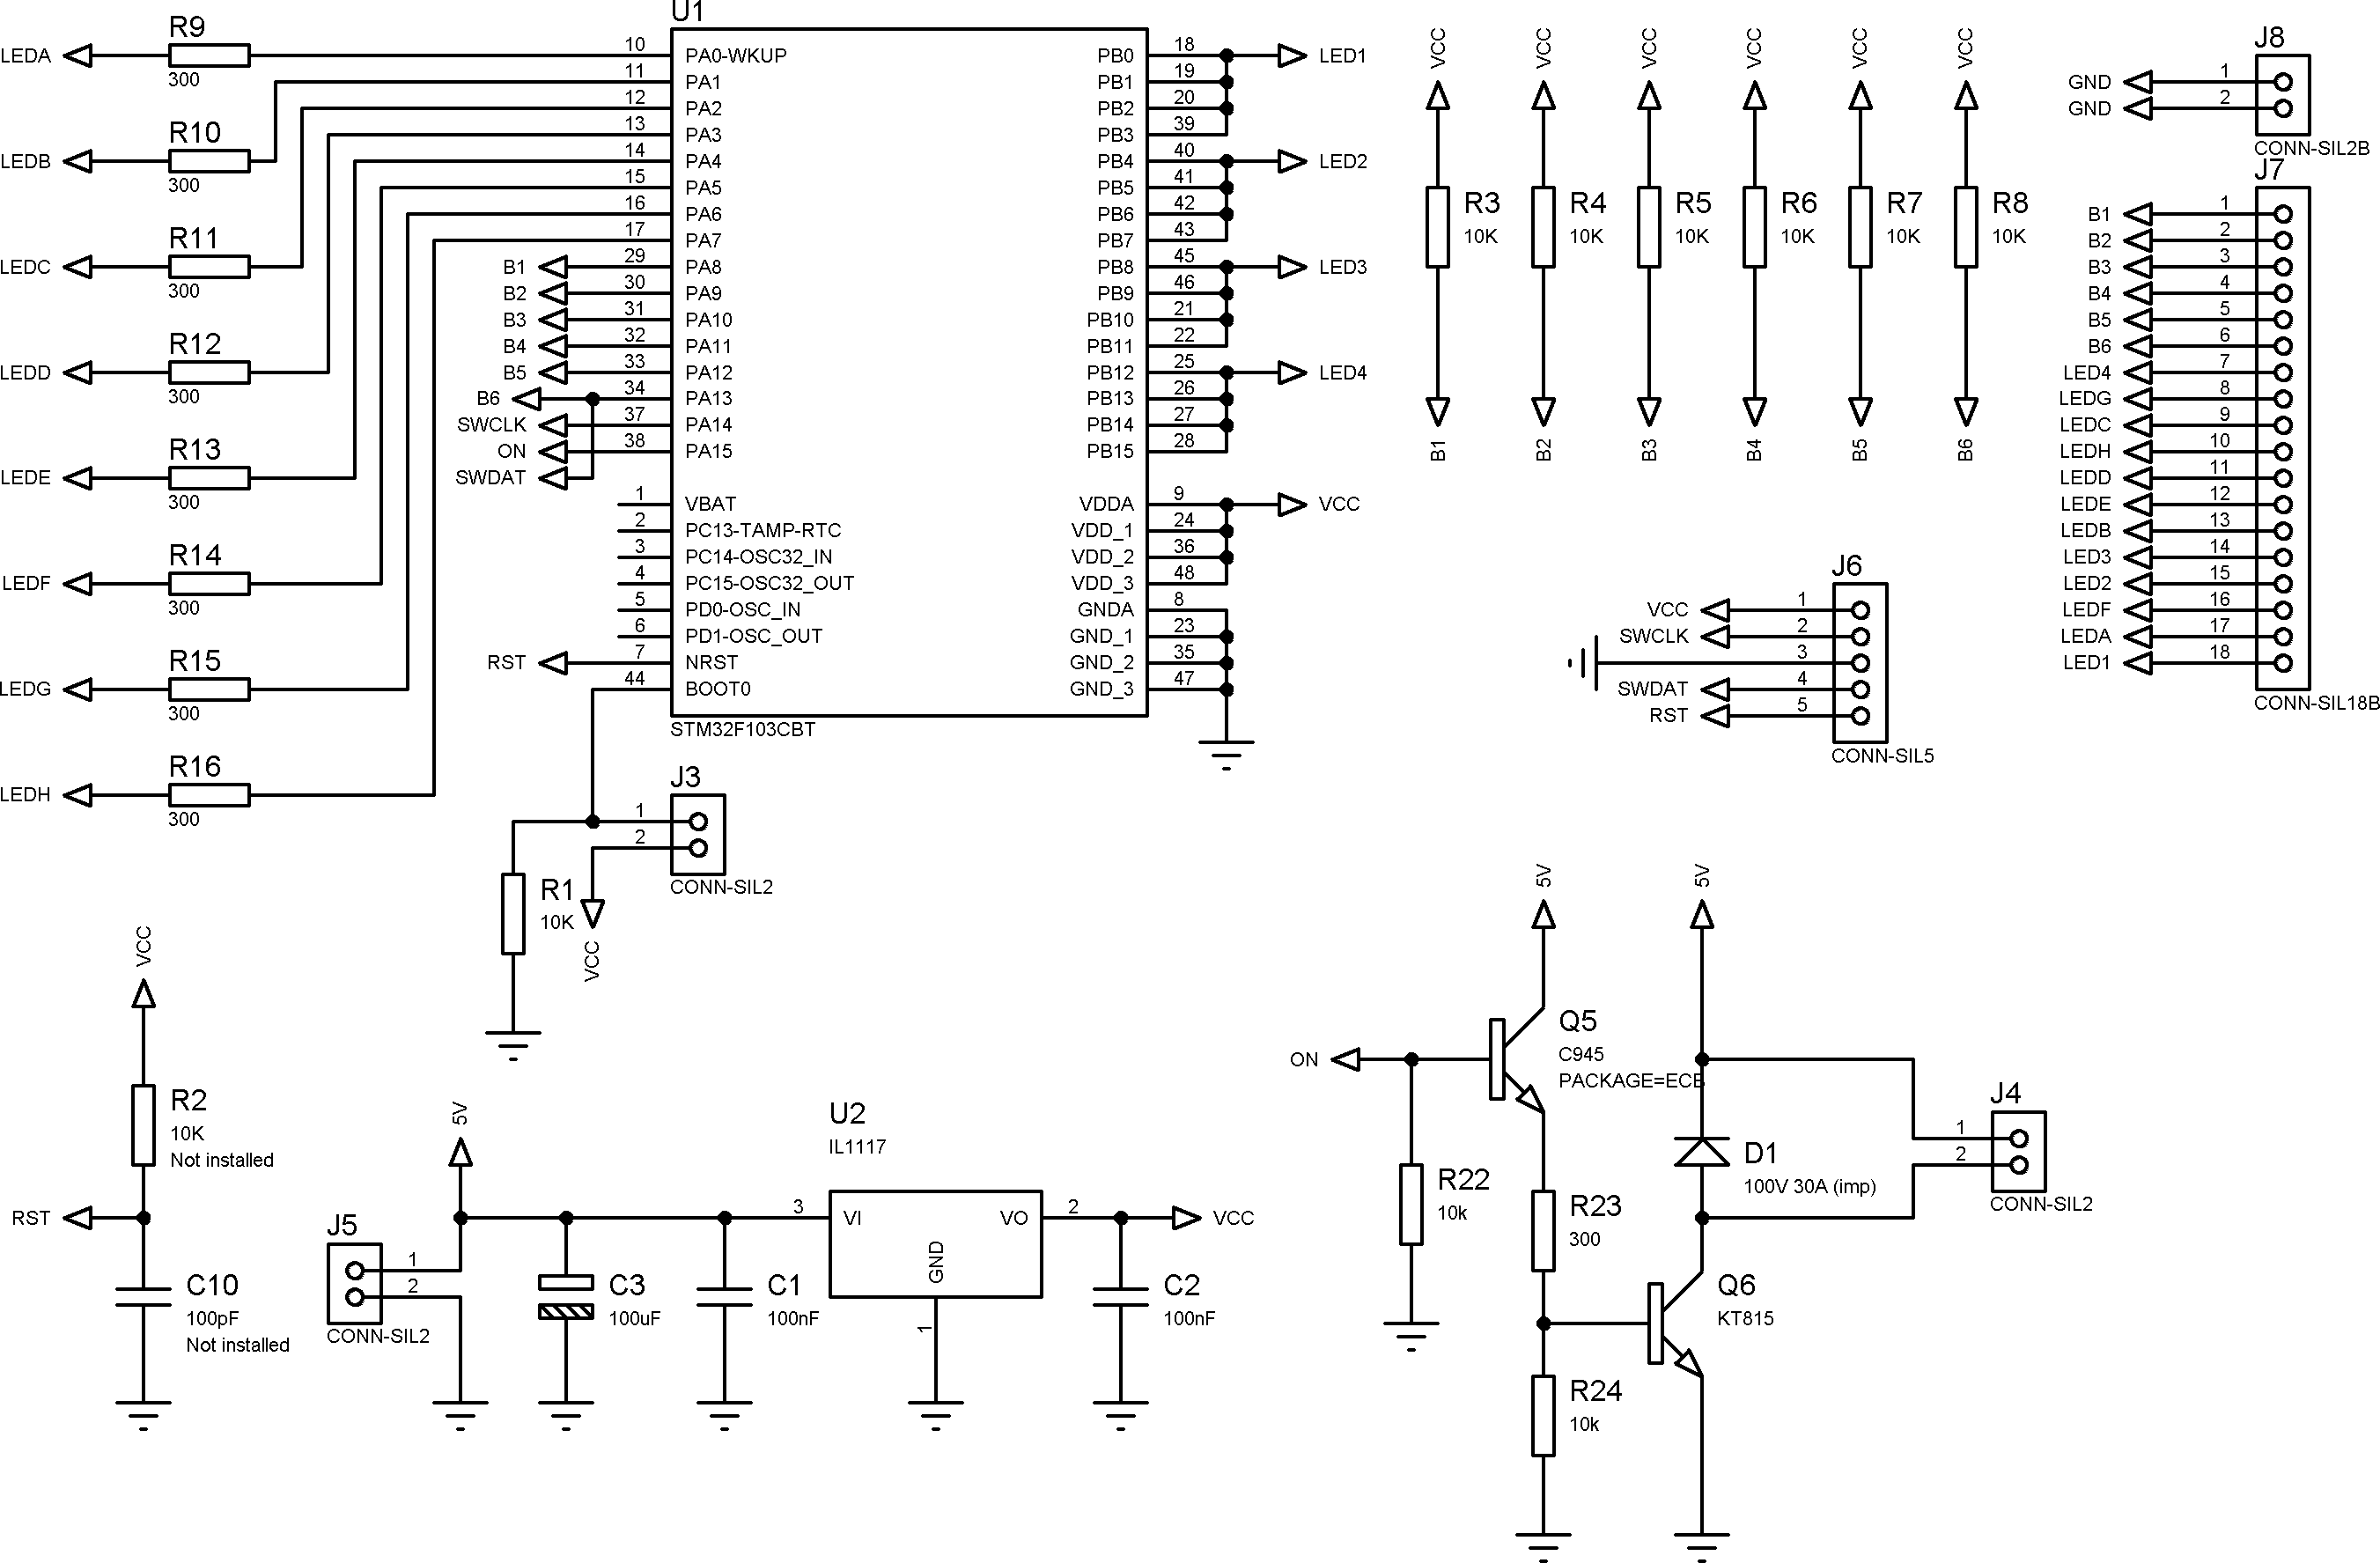 U1
R9
LEDA
300
R10
LEDB
300
R11
LEDC
300
R12
LEDD
300
R13
LEDE
300
R14
LEDF
300
R15
LEDG
300
R16
LEDH
300
10 PA0-WKUP
11 PA1
12 PA2
13 PA3
14 PA4
15 PA5
16 PA6
17 PA7
B1 29 PA8
B2 30 PA9
B3 31 PA10
B4 32 PA11
B5 33 PA12
B6 34 PA13
SWCLK 37 PA14
ON 38 PA15
SWDAT
1 VBAT
2 PC13-TAMP-RTC
3 PC14-OSC32_IN
4 PC15-OSC32_OUT
5 PD0-OSC_IN
6 PD1-OSC_OUT
RST 7 NRST
44 BOOT0
STM32F103CBT
PB0 18 LED1
PB1 19
PB2 20
PB3 39
PB4 40 LED2
PB5 41
PB6 42
PB7 43
PB8 45 LED3
PB9 46
PB10 21
PB11 22
PB12 25 LED4
PB13 26
PB14 27
PB15 28
VDDA 9 VCC
VDD_1 24
VDD_2 36
VDD_3 48
GNDA 8
GND_1 23
GND_2 35
GND_3 47
VCC VCC VCC VCC VCC VCC
R3 R4 R5 R6 R7 R8
10K 10K 10K 10K 10K 10K
B1 B2 B3 B4 B5 B6
J8
GND 1
GND 2
CONN-SIL2B
J7
B1 1
B2 2
B3 3
B4 4
B5 5
B6 6
LED4 7
LEDG 8
LEDC 9
LEDH 10
LEDD 11
LEDE 12
LEDB 13
LED3 14
LED2 15
LEDF 16
LEDA 17
LED1 18
CONN-SIL18B
J6
VCC 1
SWCLK 2
3
SWDAT 4
RST 5
CONN-SIL5
J3
1
2
CONN-SIL2
R1
10K
VCC
VCC
R2
10K
Not installed
RST
C10
100pF
Not installed
5V
J5
1
2
CONN-SIL2
C3
100uF
C1
100nF
U2
IL1117
3 VI VO 2
GND
1
VCC
C2
100nF
5V
5V
ON
Q5
C945
PACKAGE=ECB
R22
10k
R23
300
R24
10k
D1
100V 30A (imp)
Q6
KT815
J4
1
2
CONN-SIL2